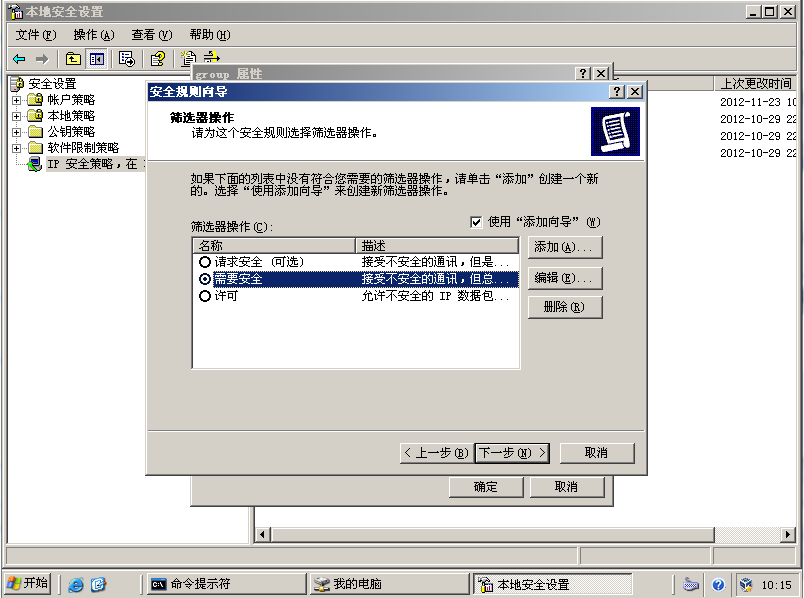 本地安全设置
文件(F) 操作(A) 查看(V) 帮助(H)
group 属性
安全设置
帐户策略
本地策略
公钥策略
软件限制策略
IP 安全策略，在
上次更改时间
2012-11-23 10
2012-10-29 22
2012-10-29 22
2012-10-29 22
安全规则向导
筛选器操作
请为这个安全规则选择筛选器操作。
如果下面的列表中没有符合您需要的筛选器操作，请单击“添加”创建一个新
的。选择“使用添加向导”来创建新筛选器操作。
筛选器操作(C):
使用“添加向导”(W)
名称 描述
请求安全 (可选) 接受不安全的通讯，但是...
需要安全 接受不安全的通讯，但总...
许可 允许不安全的 IP 数据包...
添加(A)...
编辑(E)...
删除(R)
< 上一步(B) 下一步(N) > 取消
确定 取消
开始 命令提示符 我的电脑 本地安全设置 10:15